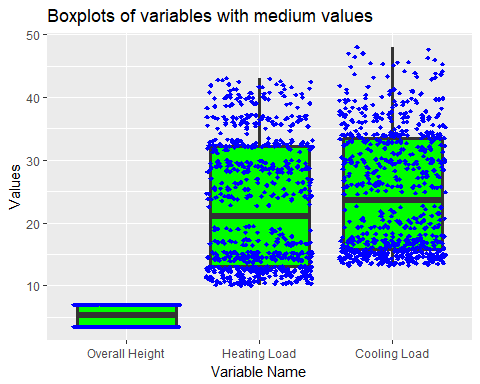 Boxplots of variables with medium values
50
40
30
20
10
Values
Overall Height
Heating Load
Cooling Load
Variable Name